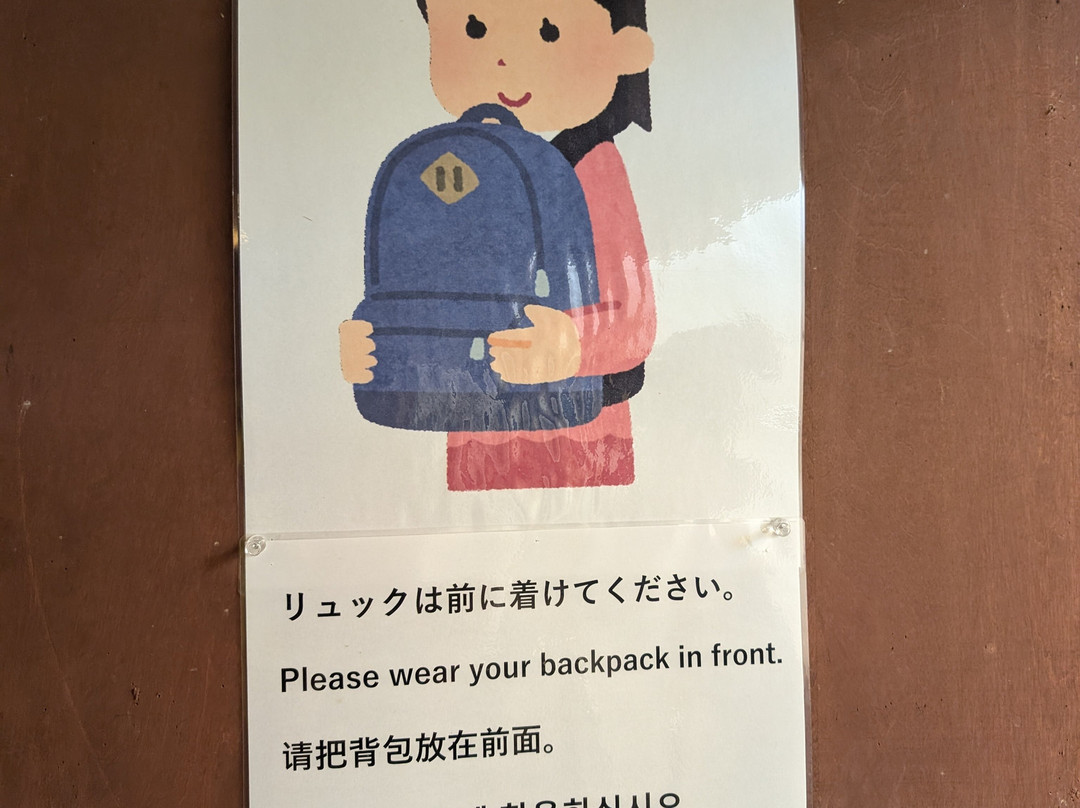 リュックは前に着けてください。
Please wear your backpack in front.
请把背包放在前面。